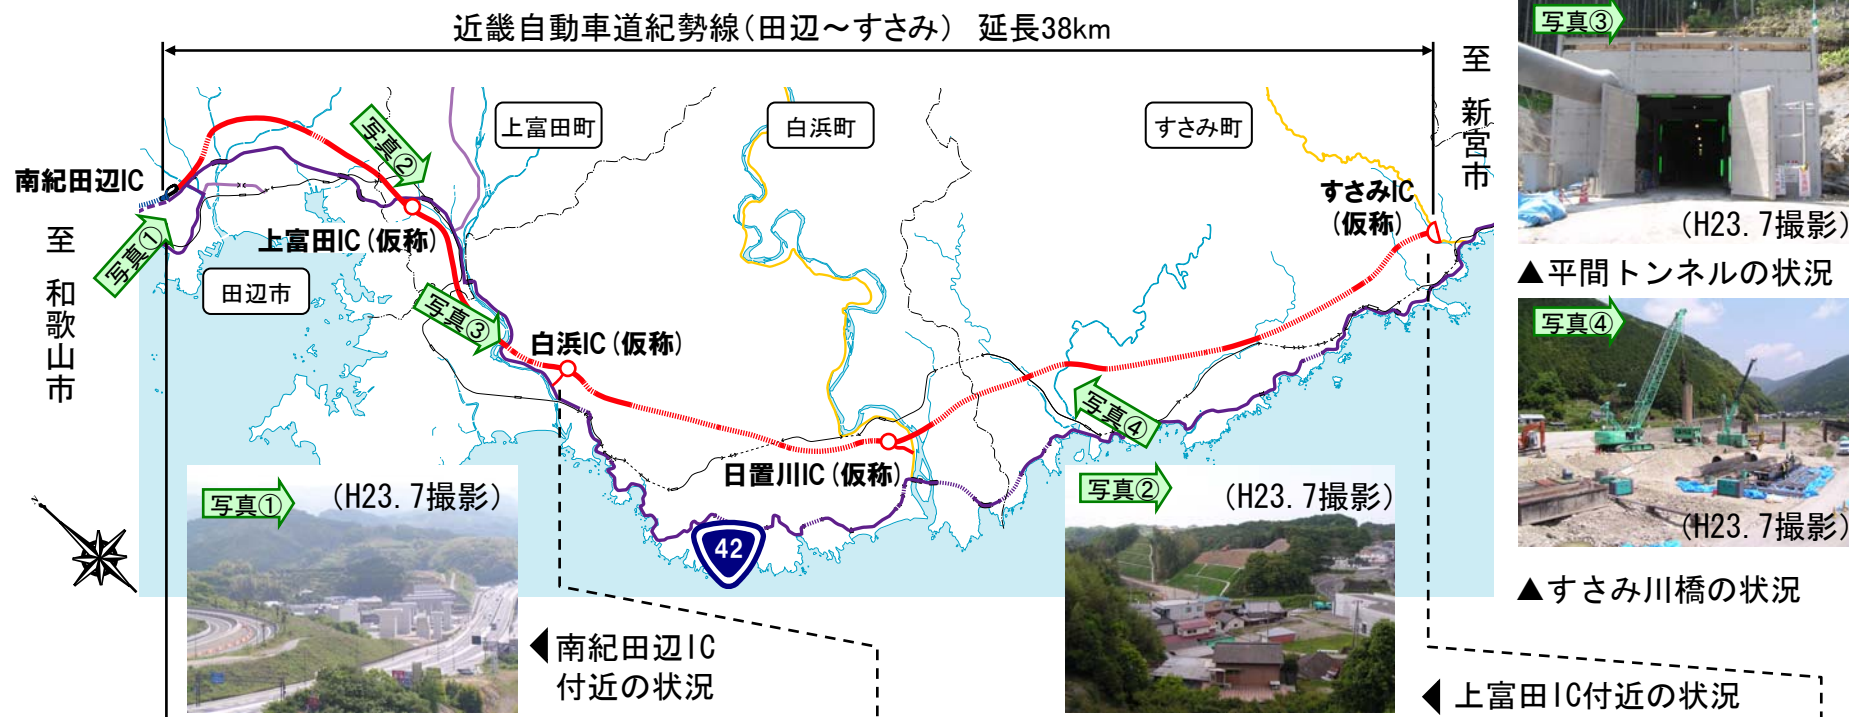 近畿自動車道紀勢線(田辺～すさみ) 延長38km
写真③
至 新宮市
写真②
上富田町
白浜町
すさみ町
南紀田辺IC
すさみIC
(仮称)
写真①
上富田IC(仮称)
(H23.7撮影)
至 和歌山市
田辺市
▲平間トンネルの状況
写真③
白浜IC(仮称)
写真④
写真④
日置川IC(仮称)
写真①
(H23.7撮影)
写真②
(H23.7撮影)
(H23.7撮影)
42
▲すさみ川橋の状況
◀南紀田辺IC
付近の状況
◀上富田IC付近の状況